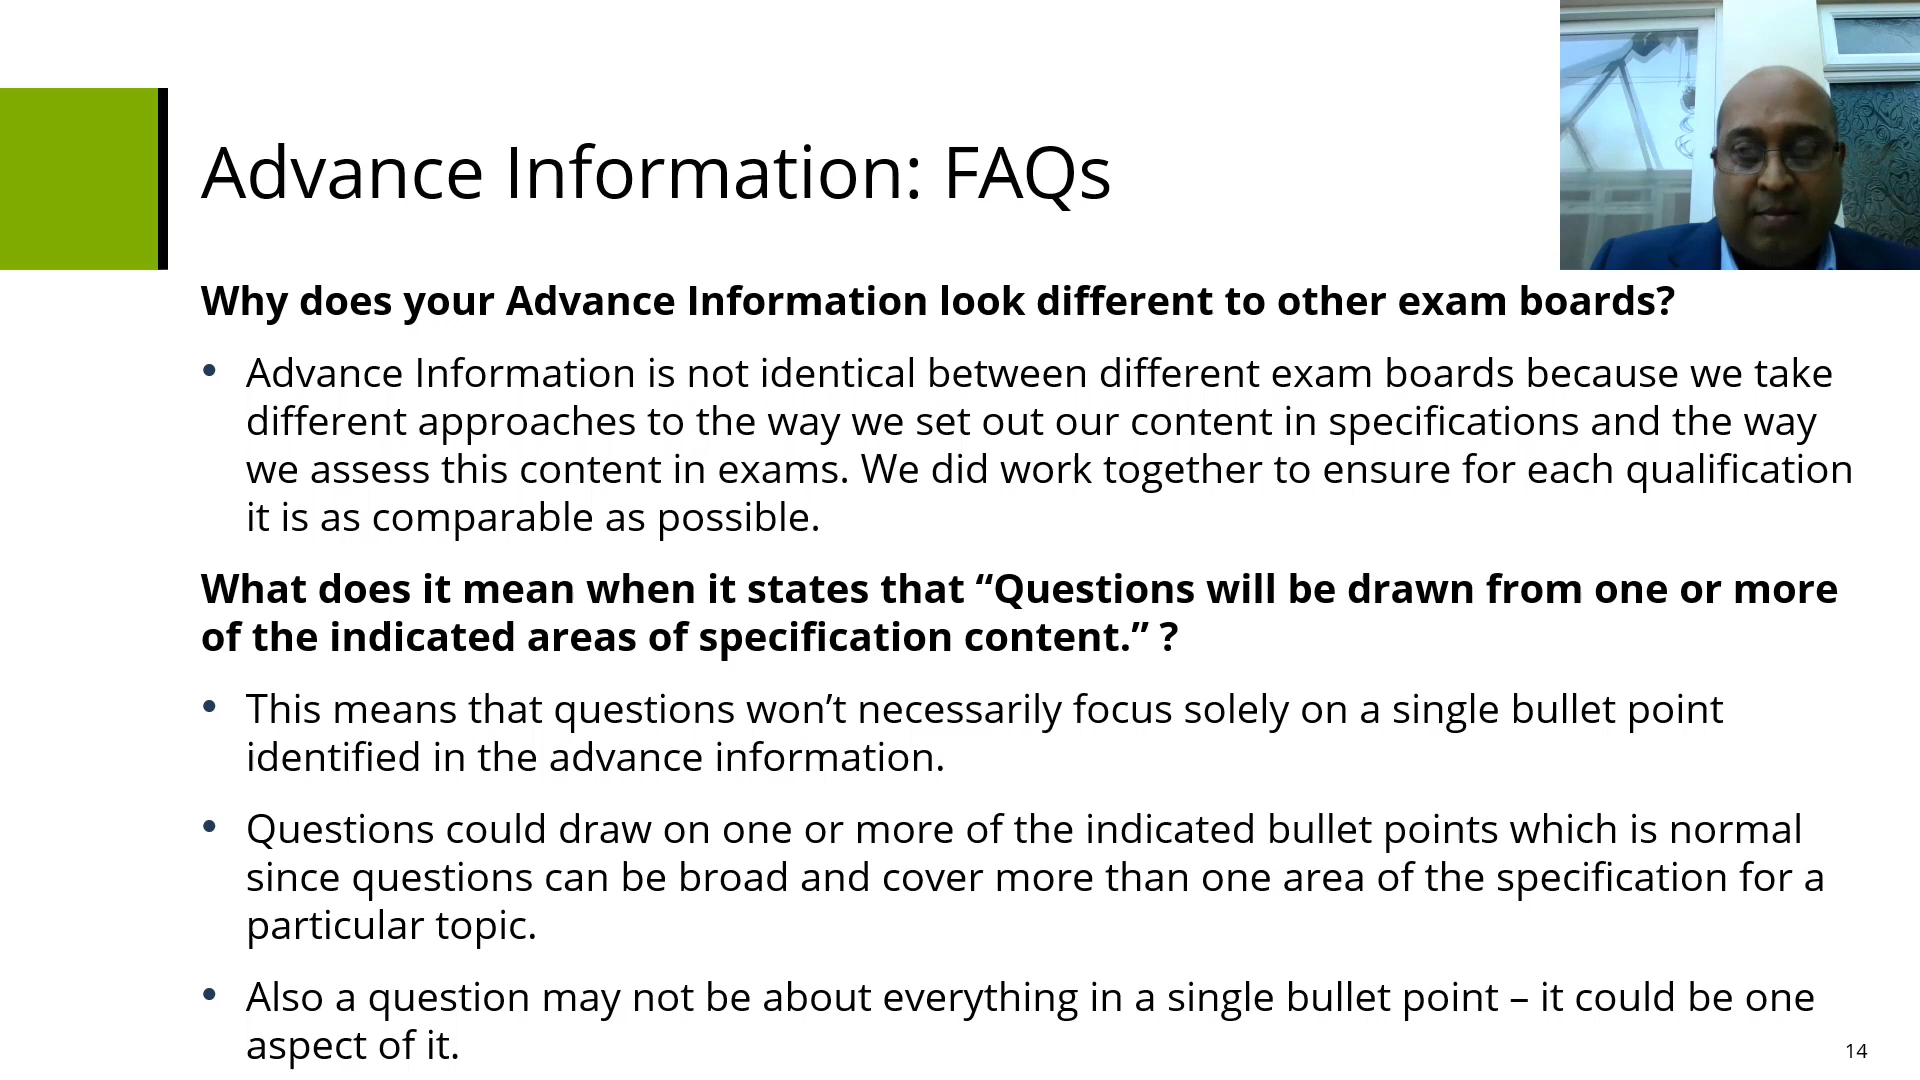 Advance Information: FAQs
Why does your Advance Information look different to other exam boards?
• Advance Information is not identical between different exam boards because we take
different approaches to the way we set out our content in specifications and the way
we assess this content in exams. We did work together to ensure for each qualification
it is as comparable as possible.
What does it mean when it states that “Questions will be drawn from one or more
of the indicated areas of specification content.” ?
• This means that questions won’t necessarily focus solely on a single bullet point
identified in the advance information.
• Questions could draw on one or more of the indicated bullet points which is normal
since questions can be broad and cover more than one area of the specification for a
particular topic.
• Also a question may not be about everything in a single bullet point – it could be one
aspect of it.
14